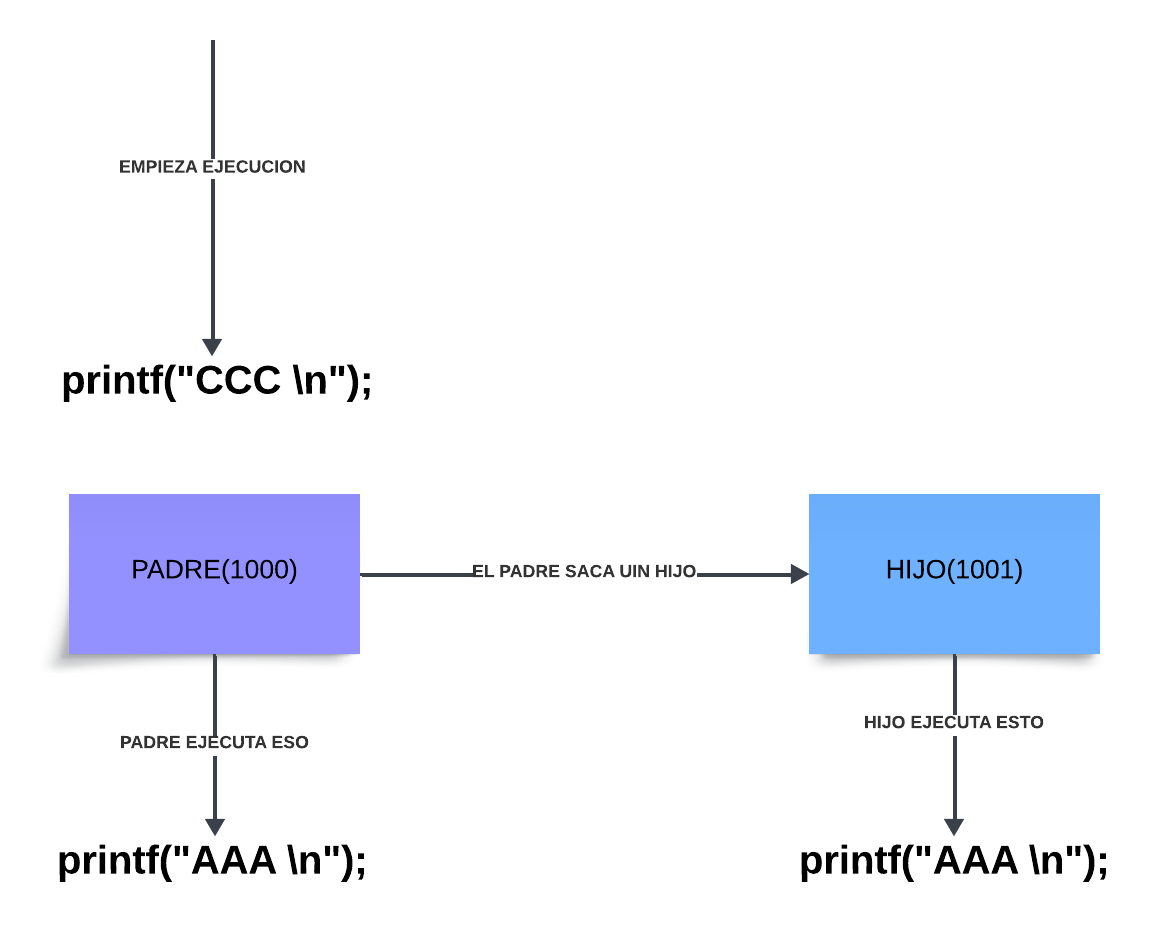 EMPIEZA EJECUCION
printf("CCC \n");
PADRE(1000)
EL PADRE SACA UIN HIJO
HIJO(1001)
PADRE EJECUTA ESO
HIJO EJECUTA ESTO
printf("AAA \n");
printf("AAA \n");